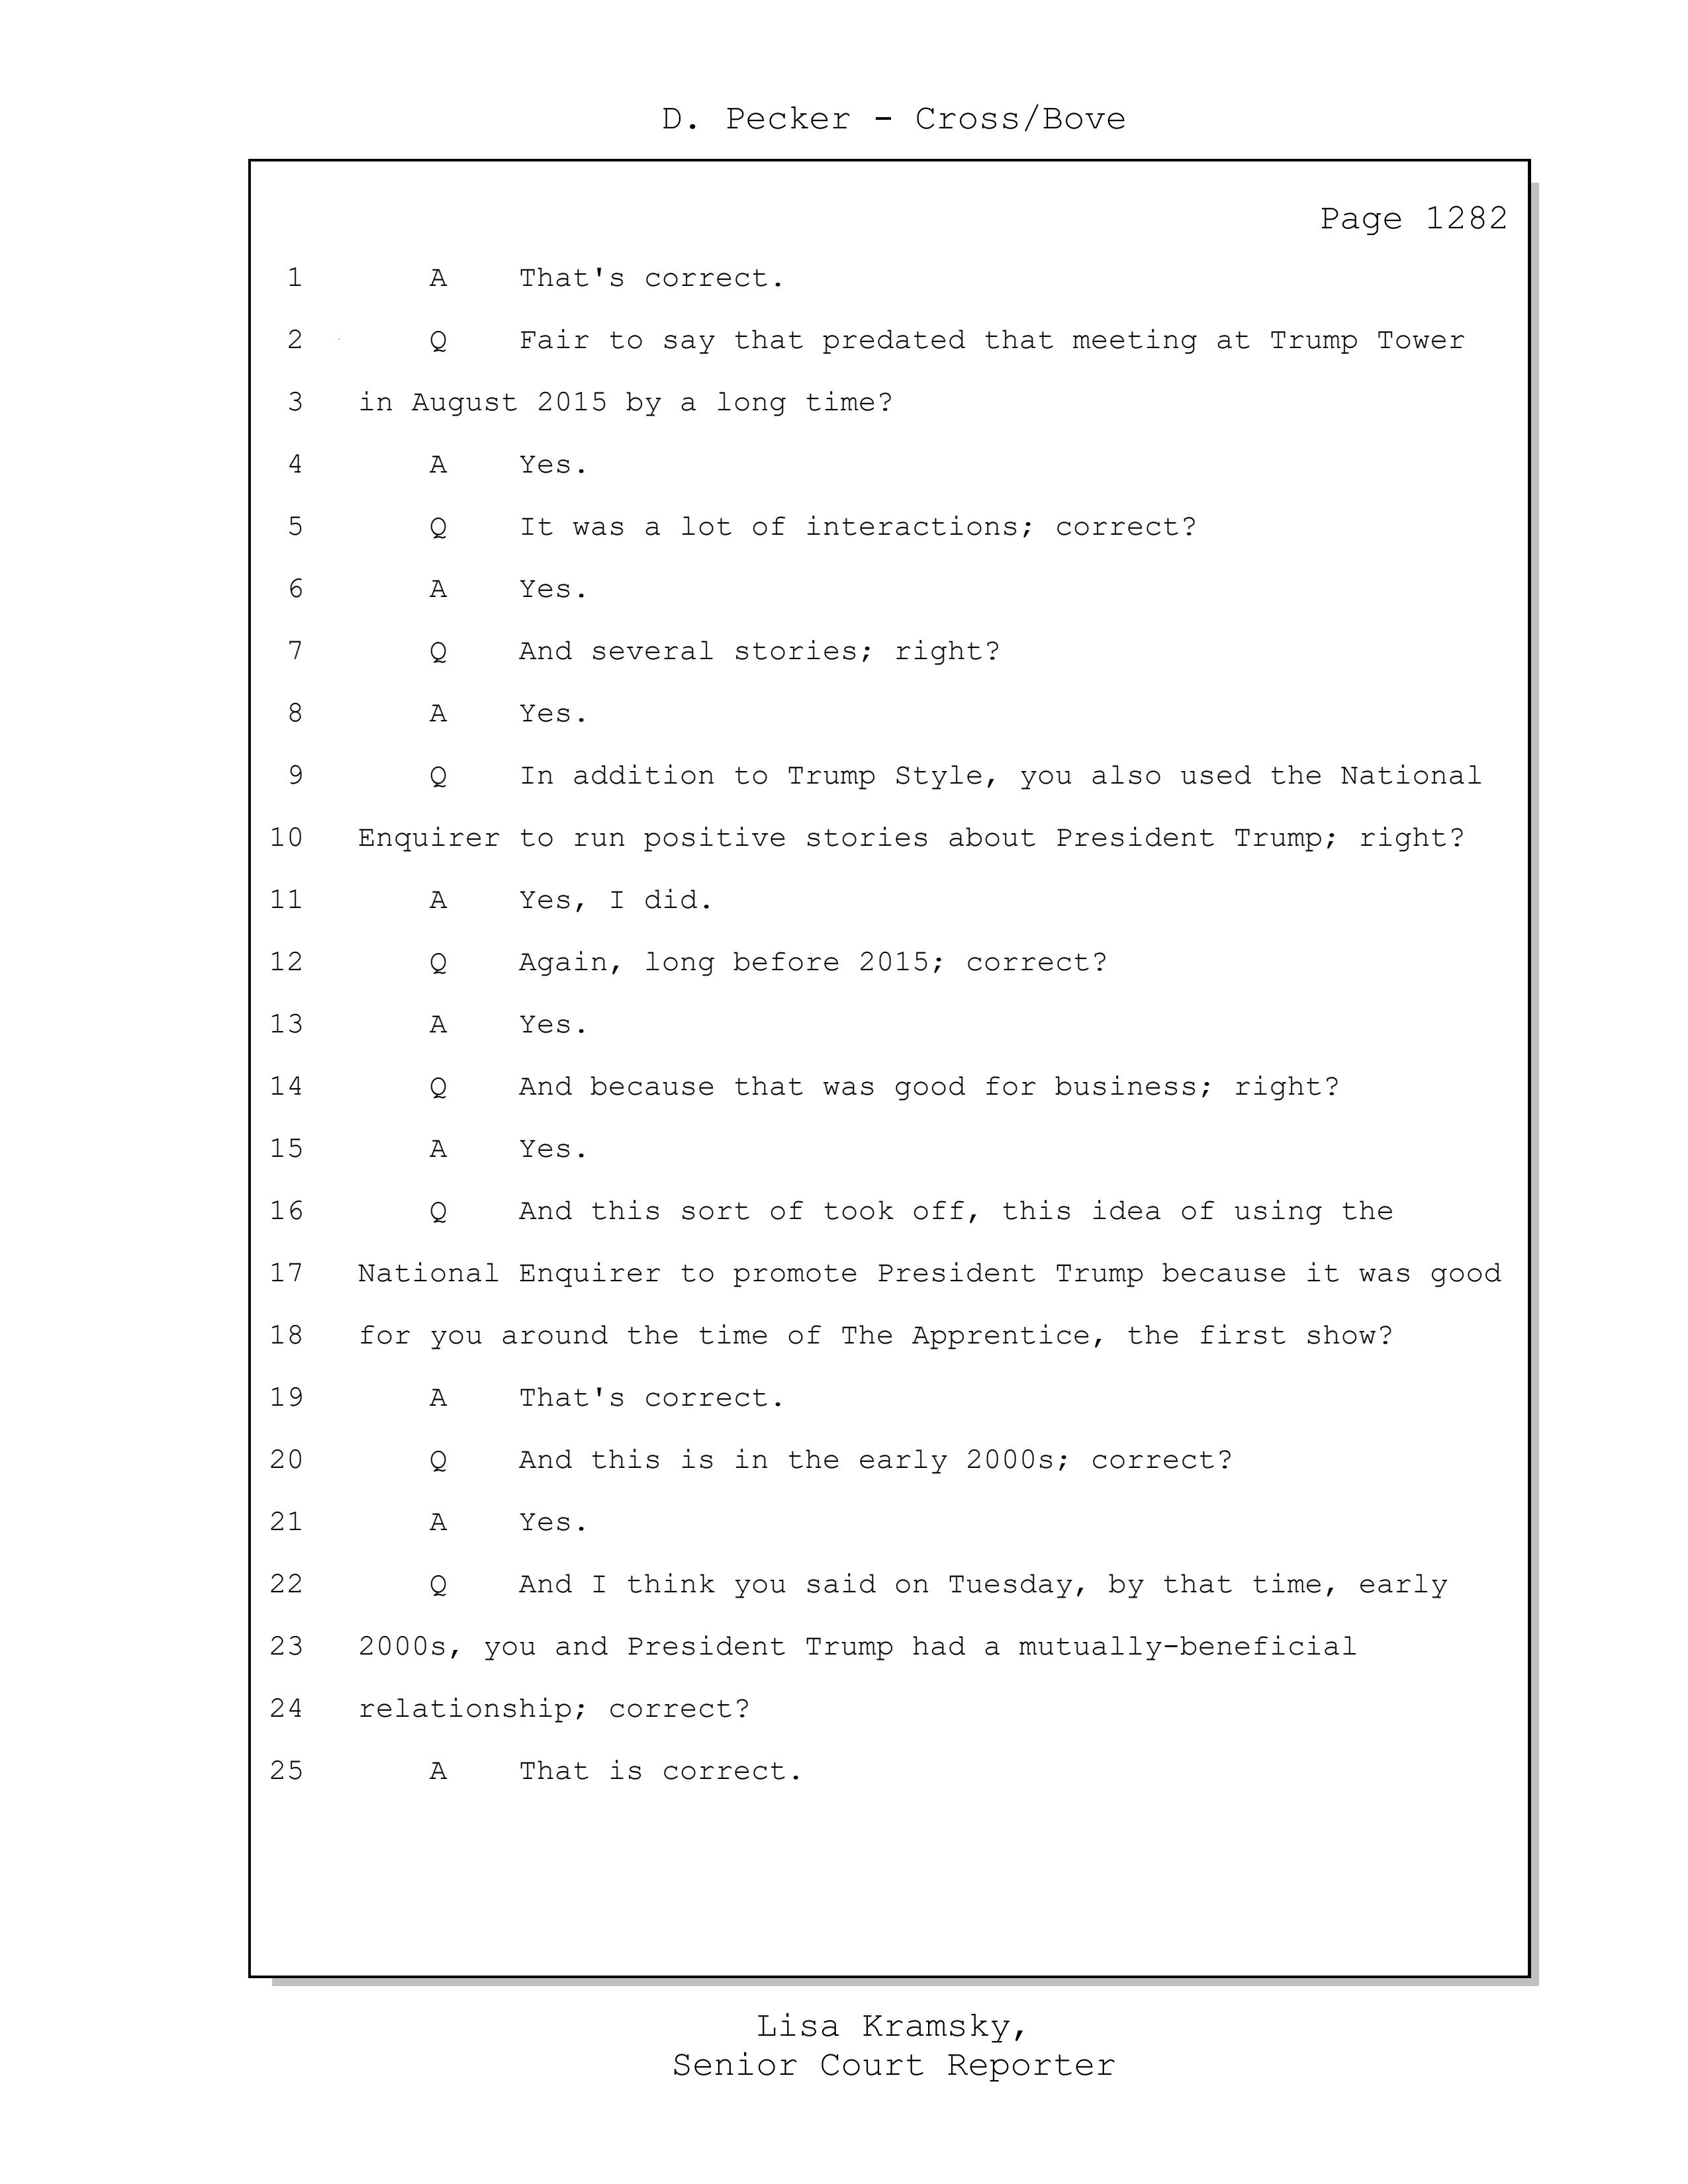 D. Pecker - Cross/Bove
Page 1282
1 A That's correct.
2 Q Fair to say that predated that meeting at Trump Tower
3 in August 2015 by a long time?
4 A Yes.
5 Q It was a lot of interactions; correct?
6 A Yes.
7 Q And several stories; right?
8 A Yes.
9 Q In addition to Trump Style, you also used the National
10 Enquirer to run positive stories about President Trump; right?
11 A Yes, I did.
12 Q Again, long before 2015; correct?
13 A Yes.
14 Q And because that was good for business; right?
15 A Yes.
16 Q And this sort of took off, this idea of using the
17 National Enquirer to promote President Trump because it was good
18 for you around the time of The Apprentice, the first show?
19 A That's correct.
20 Q And this is in the early 2000s; correct?
21 A Yes.
22 Q And I think you said on Tuesday, by that time, early
23 2000s, you and President Trump had a mutually-beneficial
24 relationship; correct?
25 A That is correct.
Lisa Kramsky,
Senior Court Reporter